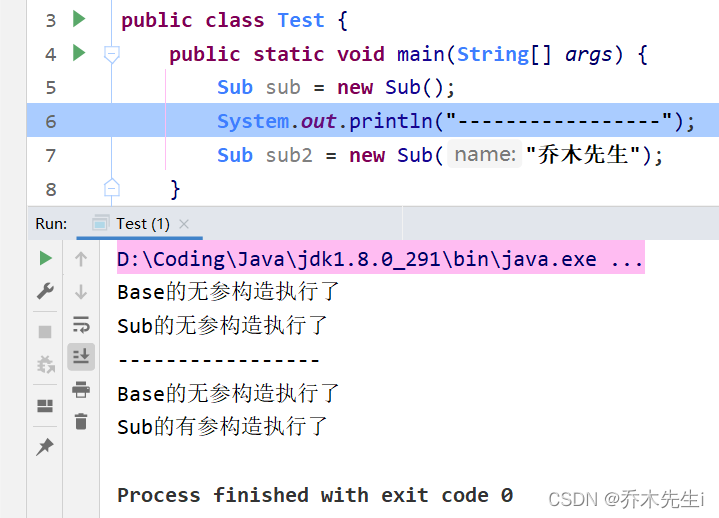 3 public class Test {
4 public static void main(String[] args) {
5 Sub sub = new Sub();
6 System.out.println("-----------------");
7 Sub sub2 = new Sub( name: "乔木先生");
8 }
Run: Test (1) ×
D:\Coding\Java\jdk1.8.0_291\bin\java.exe ...
Base的无参构造执行了
Sub的无参构造执行了
-----------------
Base的无参构造执行了
Sub的有参构造执行了
Process finished with exit code 0
CSDN @乔木先生i